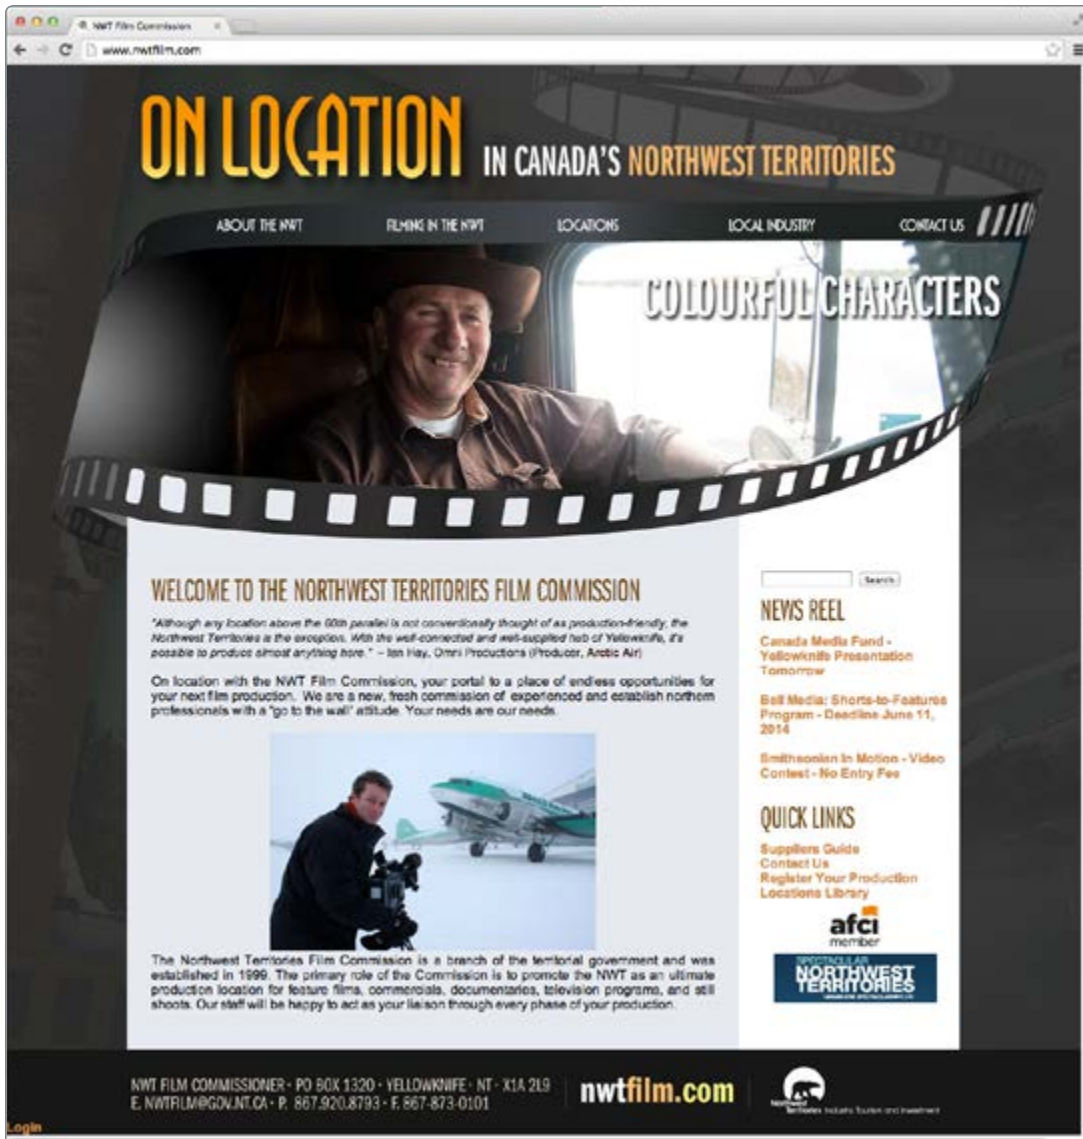 NWT Film Commission
www.nwtfilm.com
ON LOCATION IN CANADA'S NORTHWEST TERRITORIES
ABOUT THE NWT FILMING IN THE NWT LOCATIONS LOCAL INDUSTRY CONTACT US
COLOURFUL CHARACTERS
WELCOME TO THE NORTHWEST TERRITORIES FILM COMMISSION
"Although any location above the 60th parallel is not conventionally thought of as production-friendly, the
Northwest Territories is the exception. With the well-connected and well-supplied hub of Yellowknife, it's
possible to produce almost anything here." – Ian Hay, Omni Productions (Producer, Arctic Air)
On location with the NWT Film Commission, your portal to a place of endless opportunities for
your next film production. We are a new, fresh commission of experienced and establish northern
professionals with a "go to the wall" attitude. Your needs are our needs.
The Northwest Territories Film Commission is a branch of the territorial government and was
established in 1999. The primary role of the Commission is to promote the NWT as an ultimate
production location for feature films, commercials, documentaries, television programs, and still
shoots. Our staff will be happy to act as your liaison through every phase of your production.
Search
NEWS REEL
Canada Media Fund -
Yellowknife Presentation
Tomorrow
Bell Media: Shorts-to-Features
Program - Deadline June 11,
2014
Smithsonian In Motion - Video
Contest - No Entry Fee
QUICK LINKS
Suppliers Guide
Contact Us
Register Your Production
Locations Library
afci
member
SPECTACULAR
NORTHWEST
TERRITORIES
NWT FILM COMMISSIONER · PO BOX 1320 · YELLOWKNIFE · NT · X1A 2L9
E. NWTFILM@GOV.NT.CA · P. 867.920.8793 · F. 867-873-0101
nwtfilm.com
Northwest
Territories Industry Tourism and Investment
Login